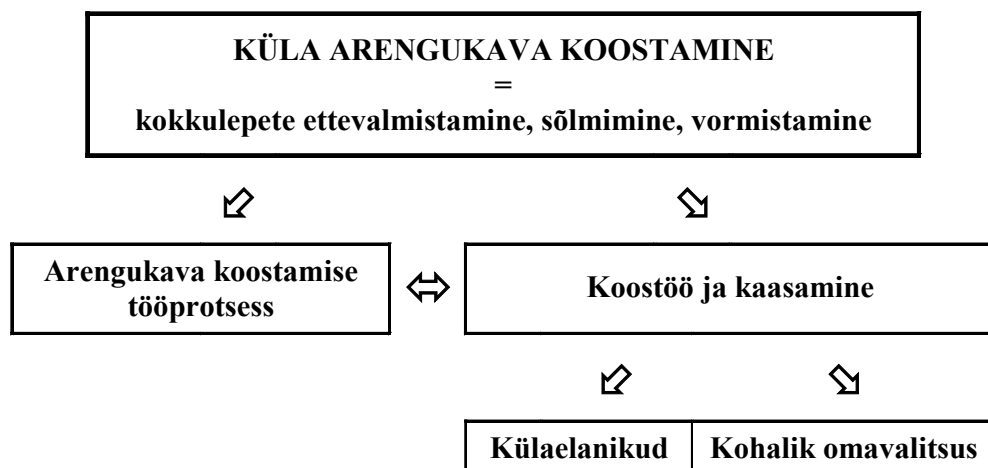 KÜLA ARENGUKAVA KOOSTAMINE
=
kokkulepete ettevalmistamine, sõlmimine, vormistamine
Arengukava koostamise
tööprotsess
Koostöö ja kaasamine
Külaelanikud
Kohalik omavalitsus